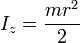 I_z = \frac{mr^2}{2}